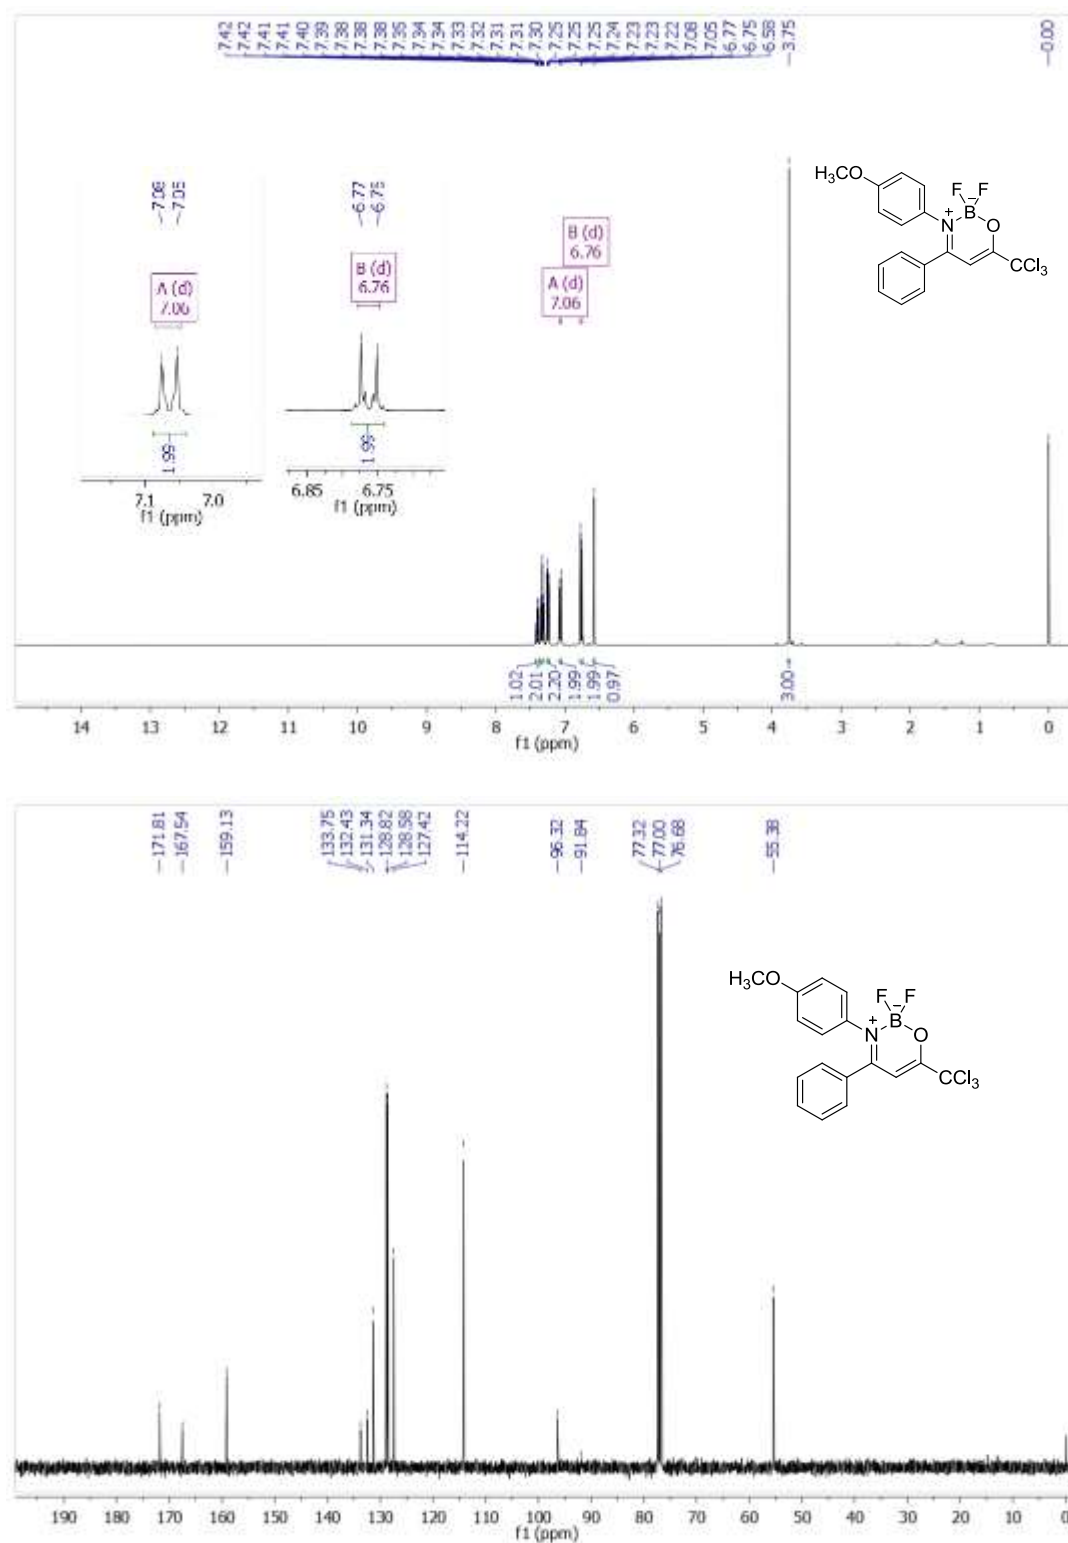 7.42 7.42 7.41 7.41 7.40 7.39 7.38 7.38 7.38 7.35 7.34 7.34 7.33 7.32 7.31 7.31 7.30 7.25 7.25 7.25 7.24 7.23 7.23 7.22 7.08 7.05 6.77 6.75 6.58 3.75 0.00
7.08 7.05
6.77 6.75
A (d)
7.06
B (d)
6.76
B (d)
6.76
A (d)
7.06
1.99
1.99
7.1 7.0
f1 (ppm)
6.85 6.75
f1 (ppm)
H₃CO
F F
N + B − O
CCl₃
1.02 2.01 2.20 1.99 1.99 0.97 3.00
14 13 12 11 10 9 8 7 6 5 4 3 2 1 0
f1 (ppm)
171.81 167.54 159.13 133.75 132.43 131.34 128.82 128.58 127.42 114.22 96.32 91.84 77.32 77.00 76.68 55.38
H₃CO
F F
N + B − O
CCl₃
190 180 170 160 150 140 130 120 110 100 90 80 70 60 50 40 30 20 10 0
f1 (ppm)